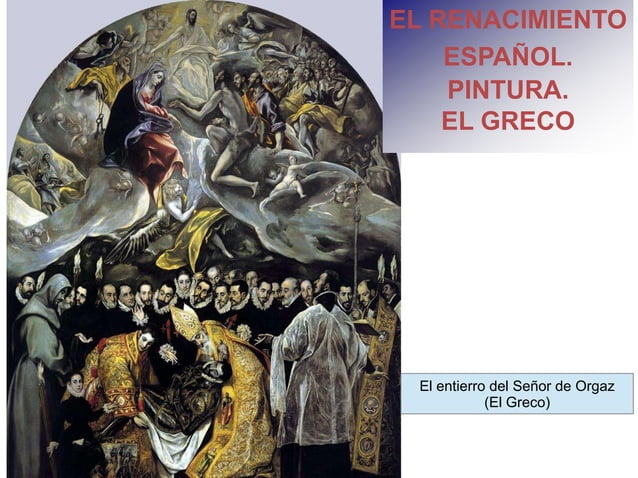 EL RENACIMIENTO
ESPAÑOL.
PINTURA.
EL GRECO
El entierro del Señor de Orgaz
(El Greco)